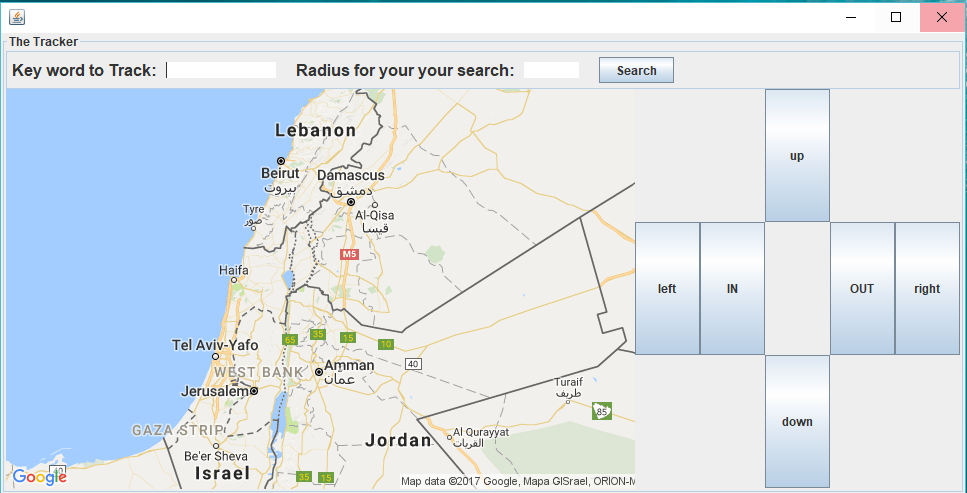 The Tracker
Key word to Track:
Radius for your your search:
Search
Lebanon
Beirut
بيروت
Damascus
دمشق
Tyre
صور
Al-Qisa
قيسا
M5
Haifa
65
35
15
10
Tel Aviv-Yafo
40
WEST BANK
Amman
عمان
Jerusalem
Turaif
طريف
85
GAZA STRIP
Jordan
Al Qurayyat
القريات
Be'er Sheva
Israel
40
35
15
Google
Map data ©2017 Google, Mapa GISrael, ORION-M
up
left
IN
OUT
right
down